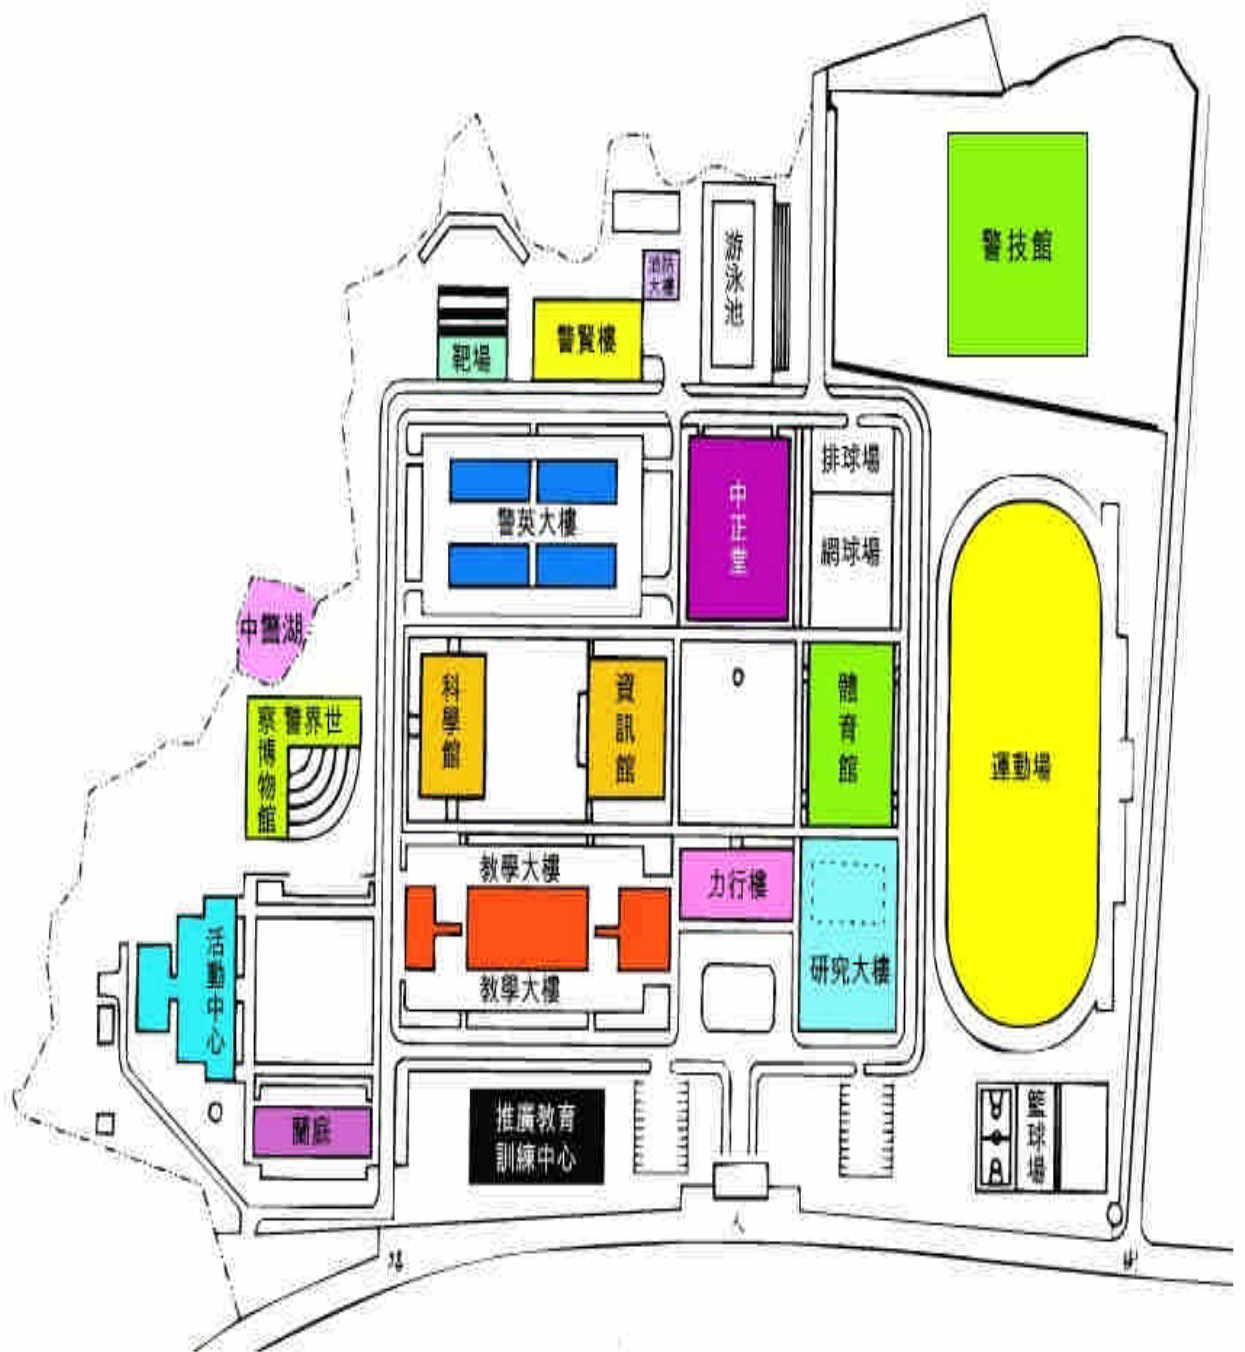 警技館
游泳池
消防
大樓
警賢樓
靶場
排球場
中正堂
警英大樓
網球場
中警湖
科學館
資訊館
體育館
察警界世
博物館
運動場
教學大樓
力行樓
活動中心
研究大樓
教學大樓
推廣教育
訓練中心
蘭庭
籃球場